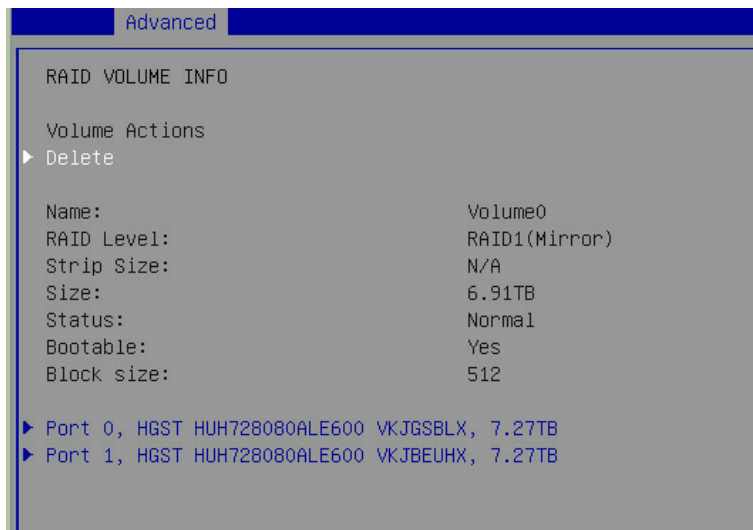 Advanced
RAID VOLUME INFO
Volume Actions
Delete
Name: Volume0
RAID Level: RAID1(Mirror)
Strip Size: N/A
Size: 6.91TB
Status: Normal
Bootable: Yes
Block size: 512
Port 0, HGST HUH728080ALE600 VKJGSBLX, 7.27TB
Port 1, HGST HUH728080ALE600 VKJBEUHX, 7.27TB